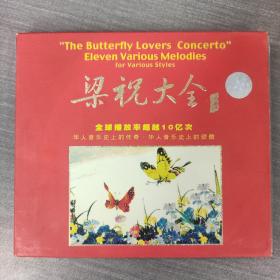 "The Butterfly Lovers Concerto"
Eleven Various Melodies
for Various Styles
梁祝大全
全球播放率超越10亿次
华人音乐史上的传奇·华人音乐史上的骄傲